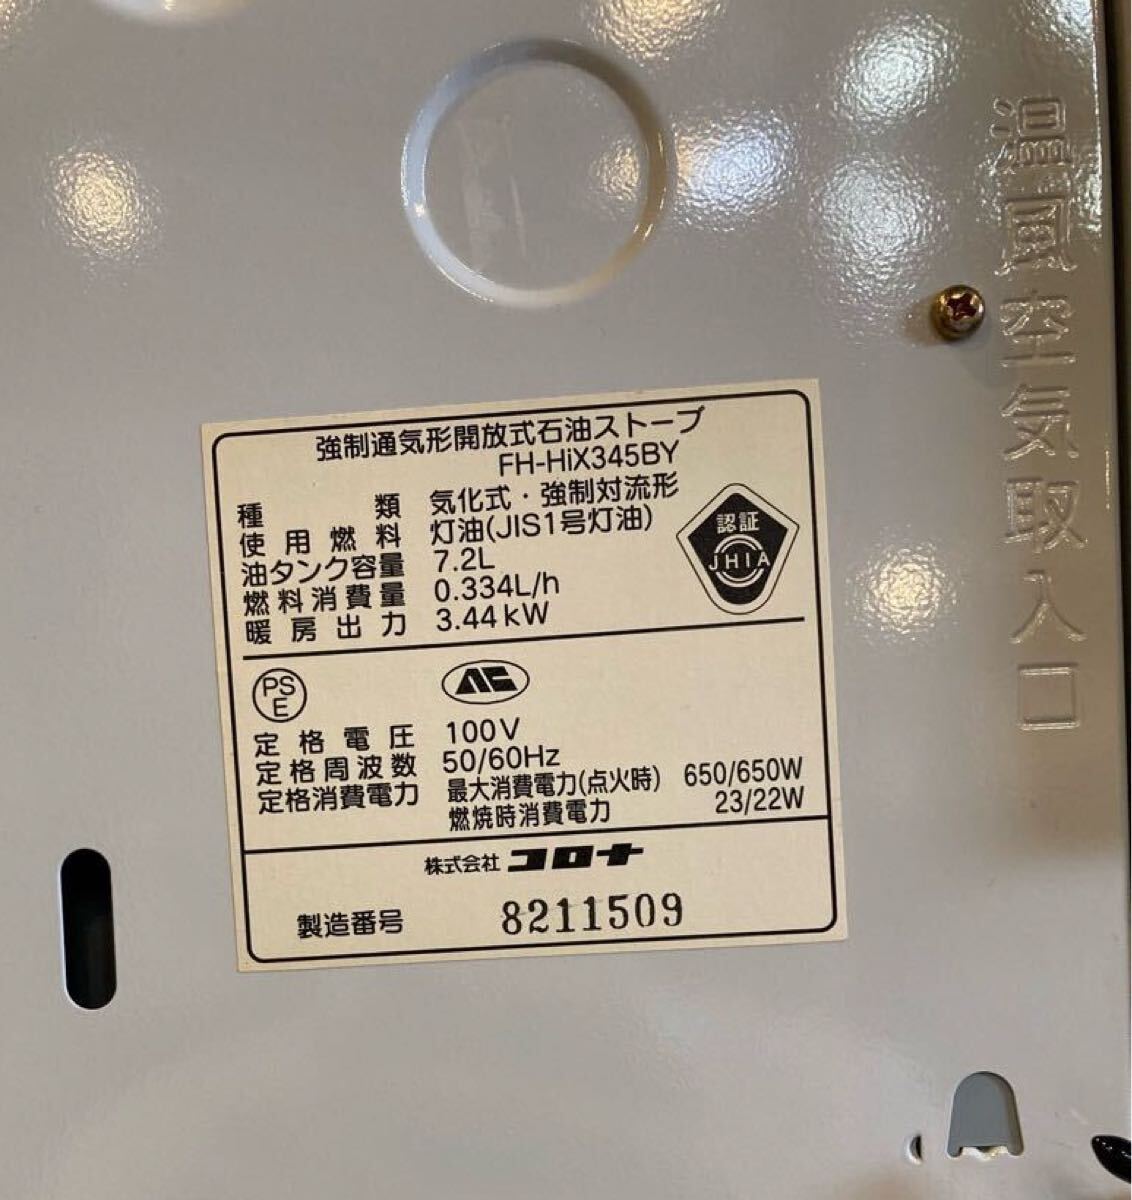 温風空気取入口
強制通気形開放式石油ストーブ
FH-HiX345BY
種類 気化式・強制対流形
使用燃料 灯油(JIS1号灯油)
油タンク容量 7.2L
燃料消費量 0.334L/h
暖房出力 3.44kW
認証
JHIA
PS
E
定格電圧 100V
定格周波数 50/60Hz
定格消費電力 最大消費電力(点火時) 650/650W
燃焼時消費電力 23/22W
株式会社コロナ
製造番号 8211509